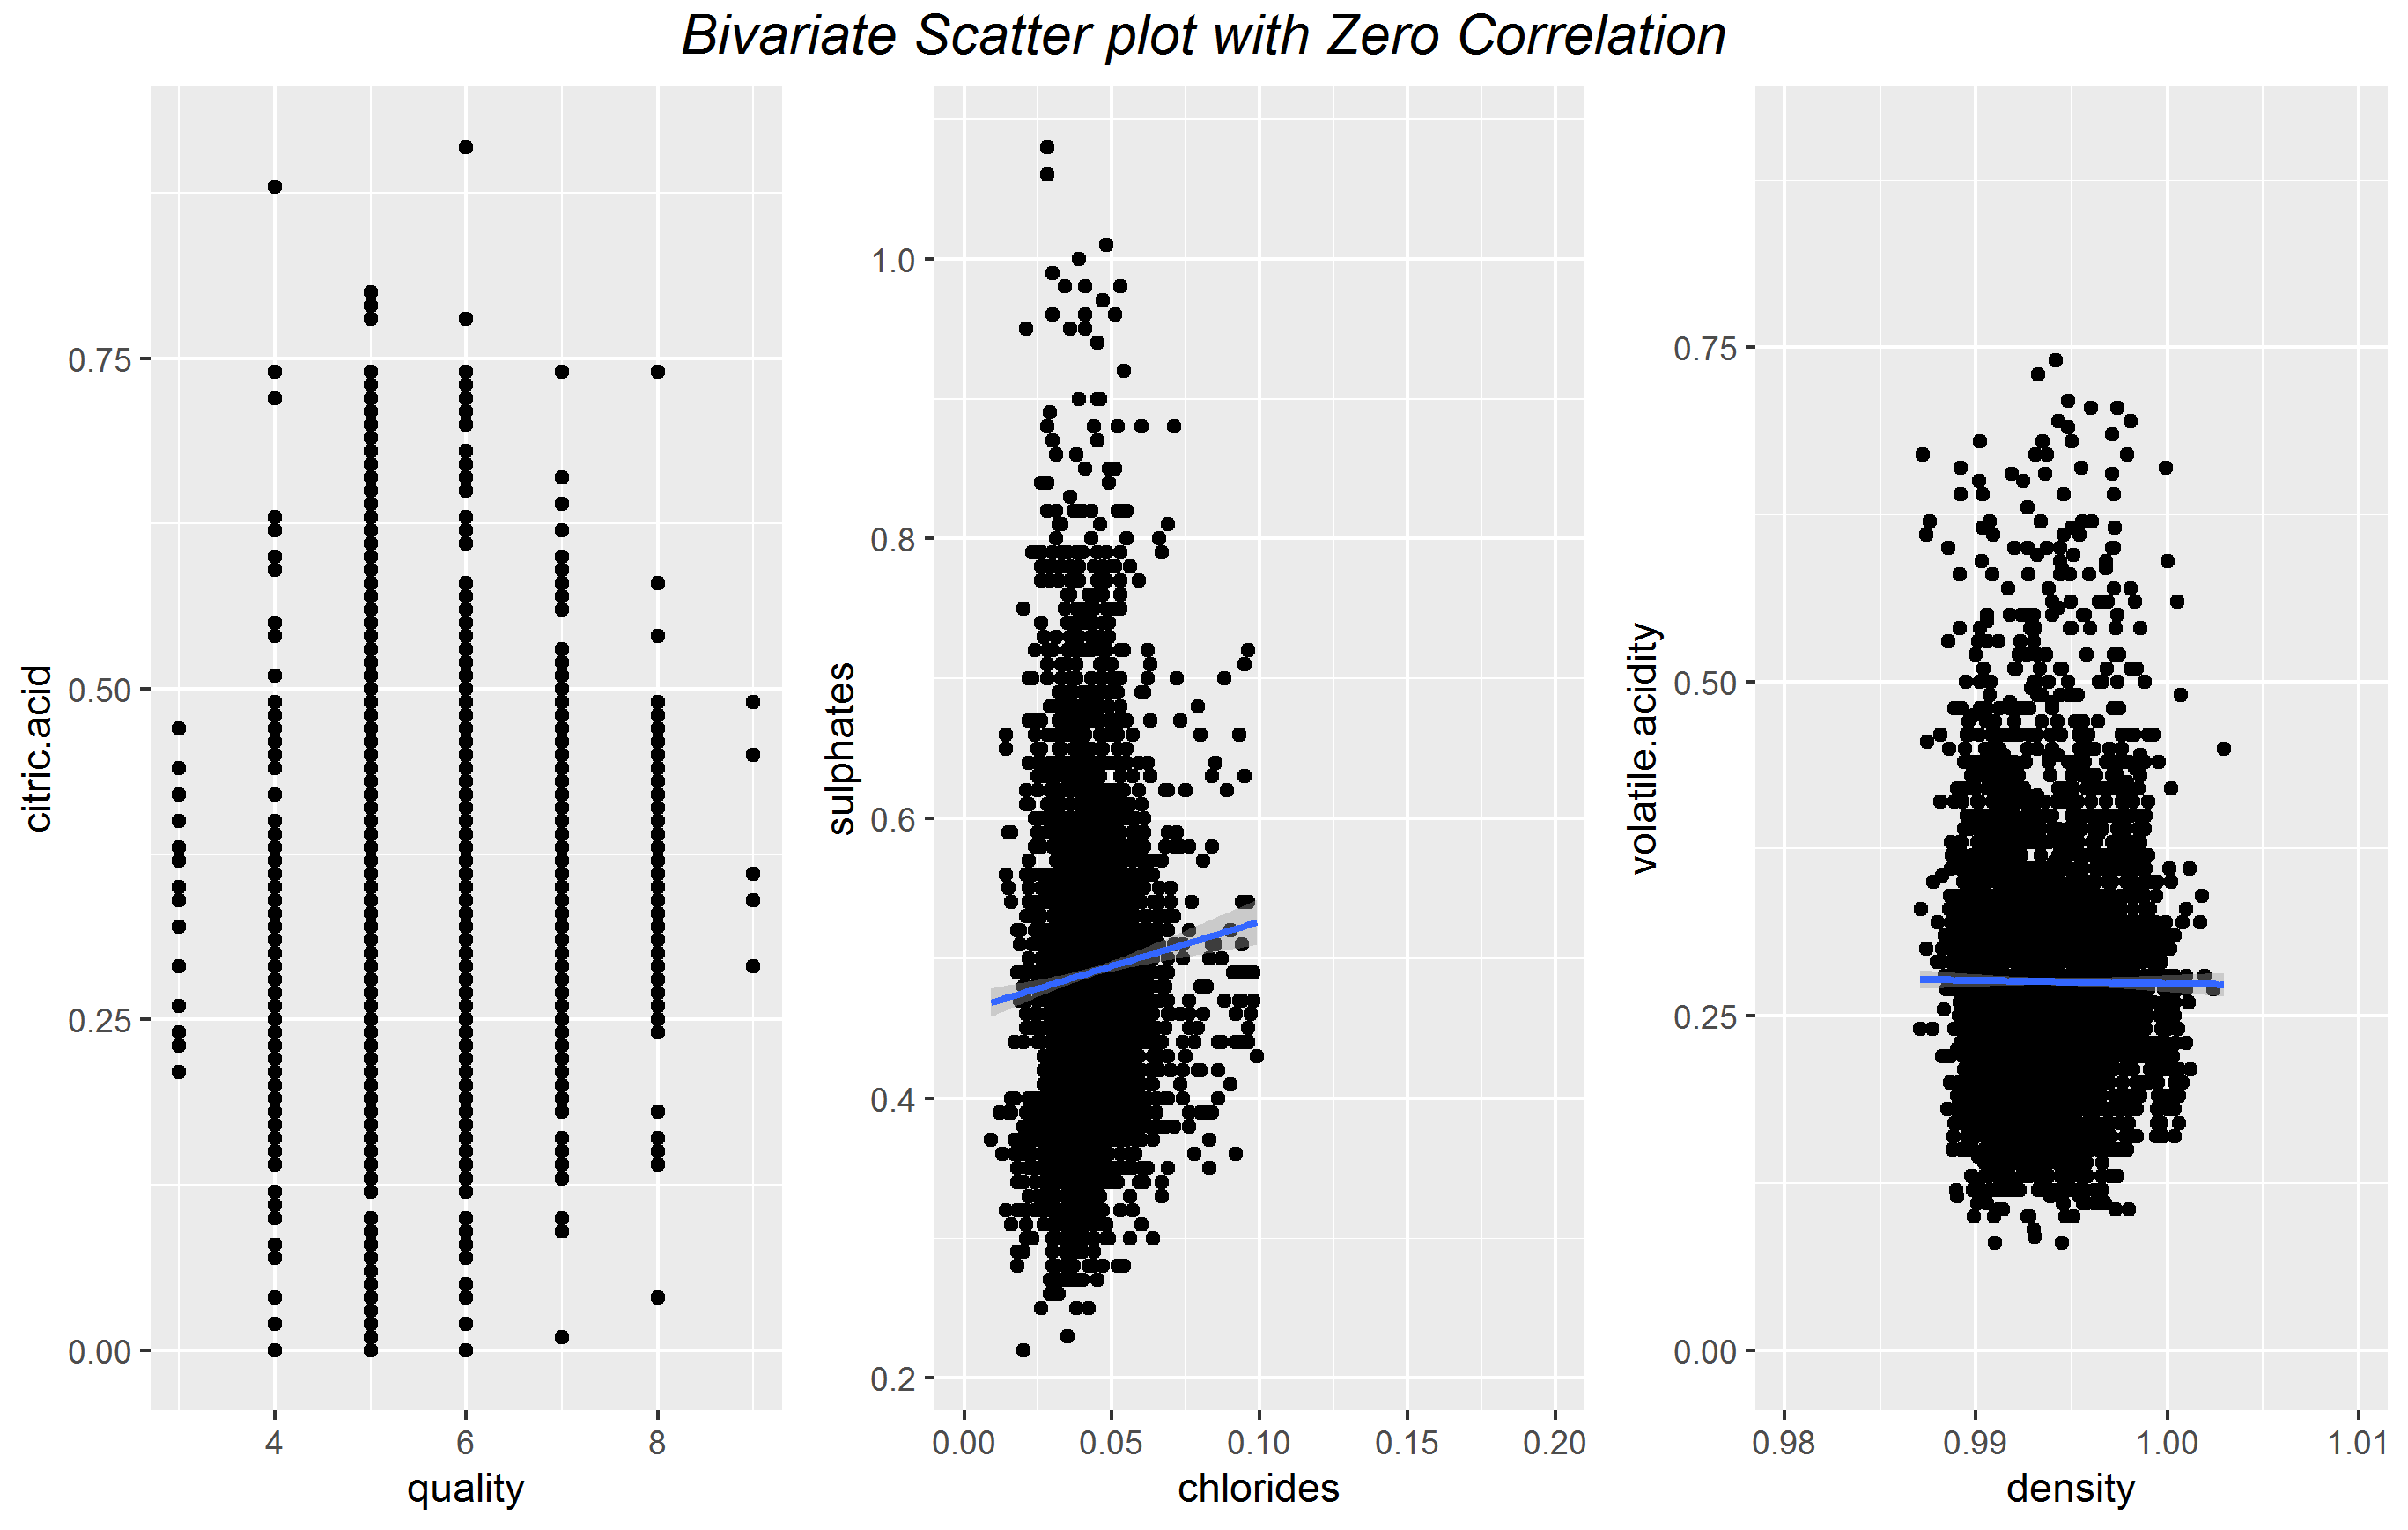 Bivariate Scatter plot with Zero Correlation
citric.acid
0.75
0.50
0.25
0.00
4 6 8
quality
sulphates
1.0
0.8
0.6
0.4
0.2
0.00 0.05 0.10 0.15 0.20
chlorides
volatile.acidity
0.75
0.50
0.25
0.00
0.98 0.99 1.00 1.01
density